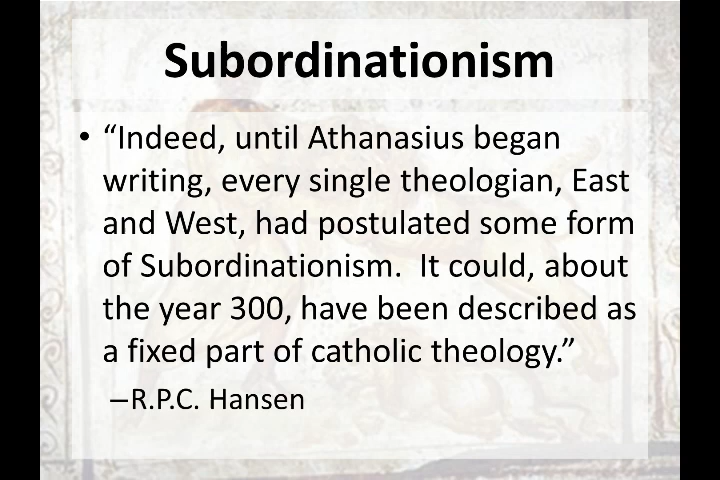 Subordinationism
• “Indeed, until Athanasius began
writing, every single theologian, East
and West, had postulated some form
of Subordinationism.  It could, about
the year 300, have been described as
a fixed part of catholic theology.”
–R.P.C. Hansen